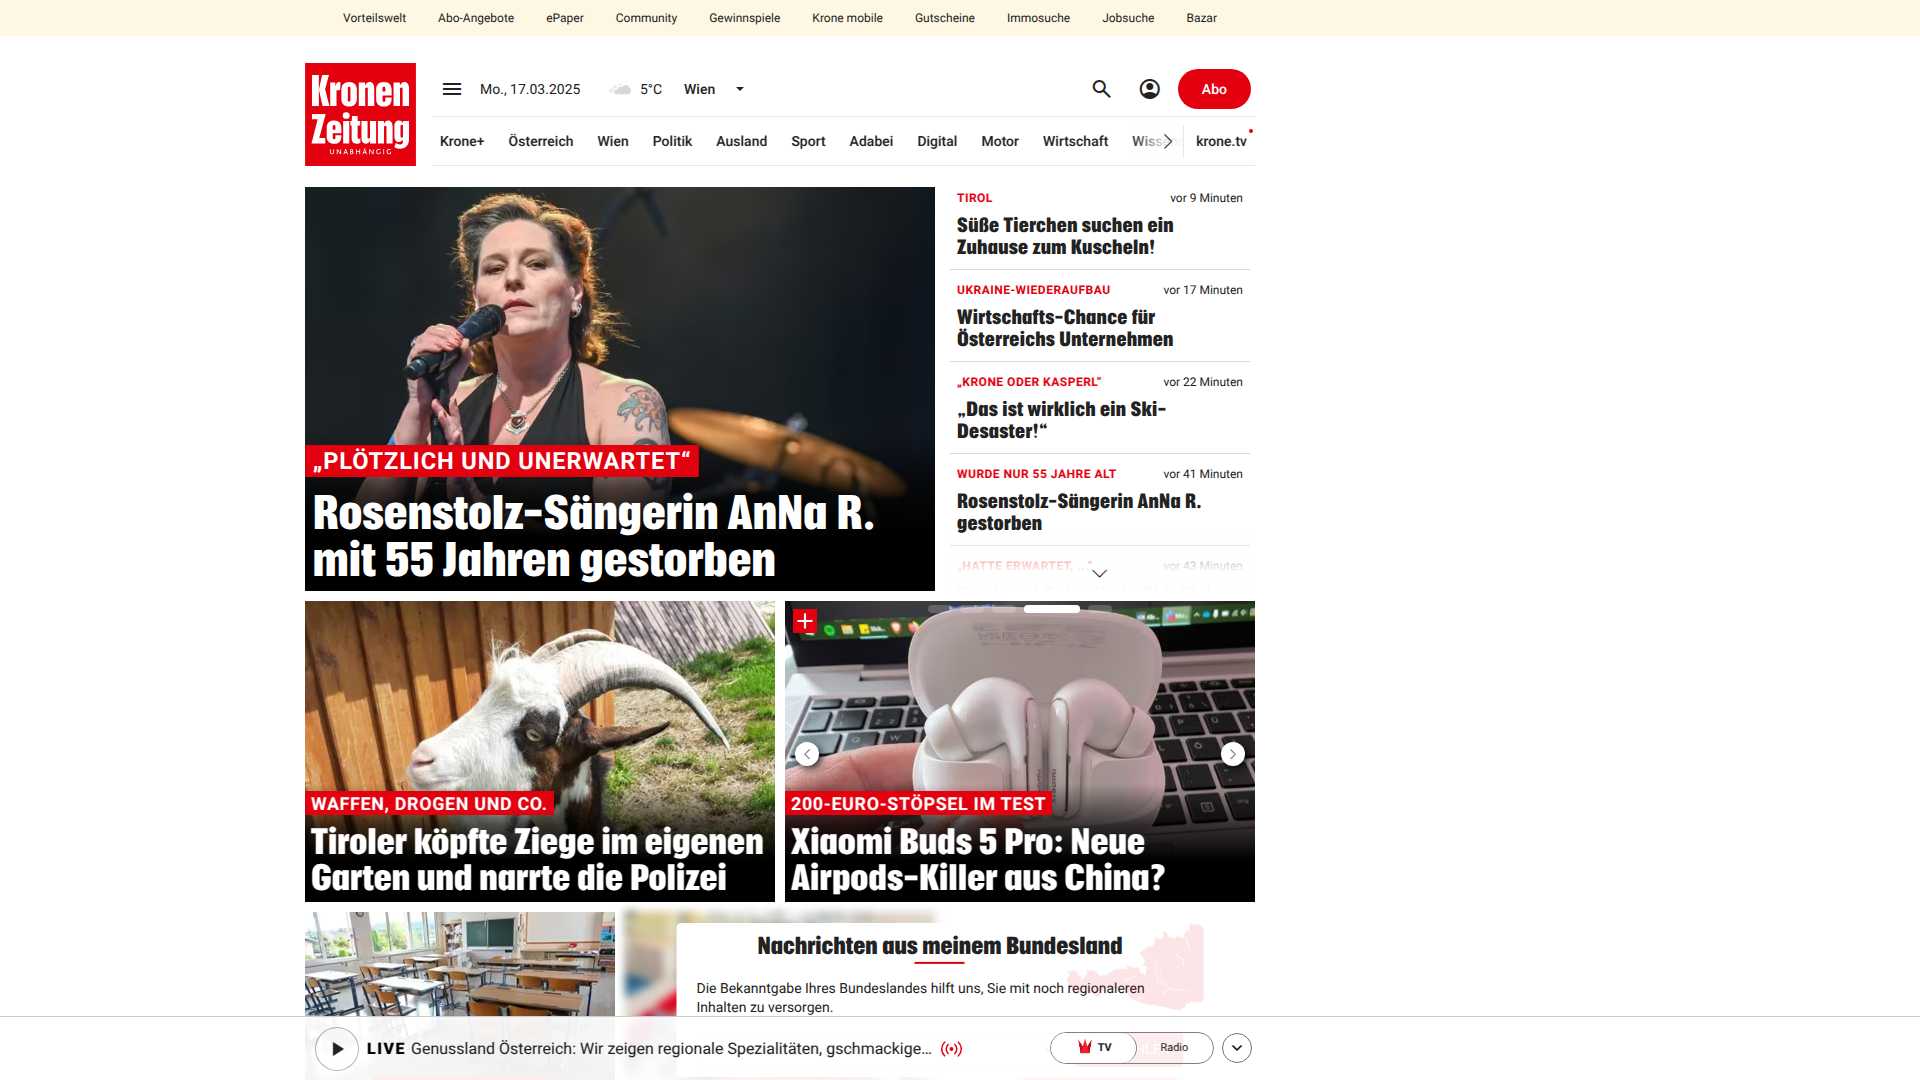 Vorteilswelt Abo-Angebote ePaper Community Gewinnspiele Krone mobile Gutscheine Immosuche Jobsuche Bazar
Kronen
Zeitung
UNABHÄNGIG
Mo., 17.03.2025 5°C Wien
Abo
Krone+ Österreich Wien Politik Ausland Sport Adabei Digital Motor Wirtschaft krone.tv
„PLÖTZLICH UND UNERWARTET“
Rosenstolz-Sängerin AnNa R.
mit 55 Jahren gestorben
TIROL vor 9 Minuten
Süße Tierchen suchen ein
Zuhause zum Kuscheln!
UKRAINE-WIEDERAUFBAU vor 17 Minuten
Wirtschafts-Chance für
Österreichs Unternehmen
„KRONE ODER KASPERL“ vor 22 Minuten
„Das ist wirklich ein Ski-
Desaster!“
WURDE NUR 55 JAHRE ALT vor 41 Minuten
Rosenstolz-Sängerin AnNa R.
gestorben
„HATTE ERWARTET, ...“ vor 43 Minuten
WAFFEN, DROGEN UND CO.
Tiroler köpfte Ziege im eigenen
Garten und narrte die Polizei
200-EURO-STÖPSEL IM TEST
Xiaomi Buds 5 Pro: Neue
Airpods-Killer aus China?
Nachrichten aus meinem Bundesland
Die Bekanntgabe Ihres Bundeslandes hilft uns, Sie mit noch regionaleren
Inhalten zu versorgen.
LIVE Genussland Österreich: Wir zeigen regionale Spezialitäten, gschmackige...
TV Radio